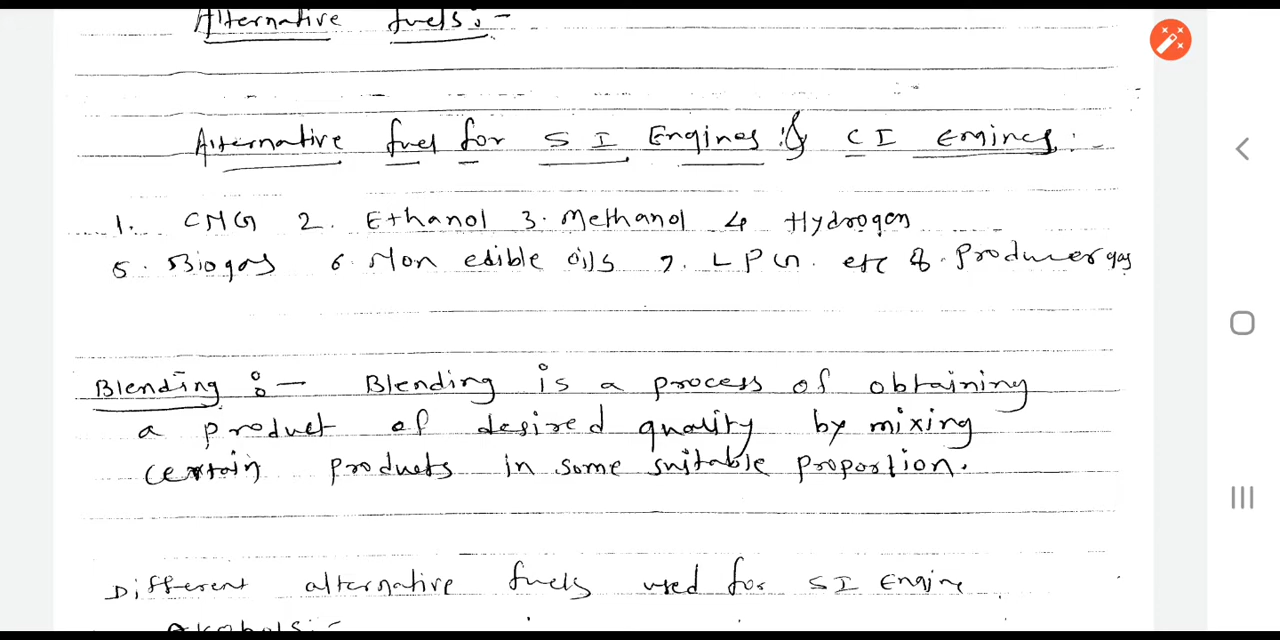 Alternative fuels :-
Alternative fuel for S I Engines & C I Engines :-
1. CNG 2. Ethanol 3. Methanol 4 Hydrogen
5. Biogas 6. Non edible oils 7. LPG. etc 8. Producer gas
Blending :- Blending is a process of obtaining
a product of desired quality by mixing
certain products in some suitable proportion.
Different alternative fuels used for SI Engine
Alcohols :-